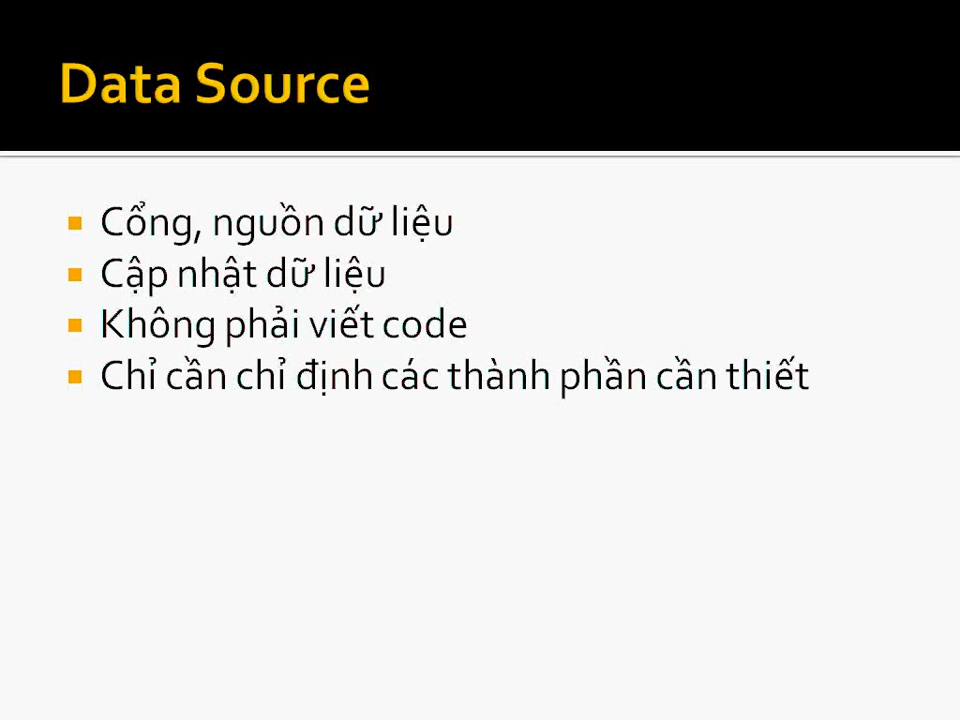 Data Source
Cổng, nguồn dữ liệu
Cập nhật dữ liệu
Không phải viết code
Chỉ cần chỉ định các thành phần cần thiết